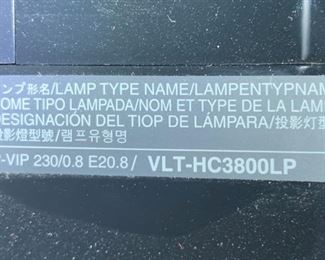 ンプ形名/LAMP TYPE NAME/LAMPENTYPNAM
OME TIPO LAMPADA/NOM ET TYPE DE LA LAM
DESIGNACIÓN DEL TIOP DE LÁMPARA/投影灯型
投影燈型號/램프유형명
-VIP 230/0.8 E20.8/ VLT-HC3800LP